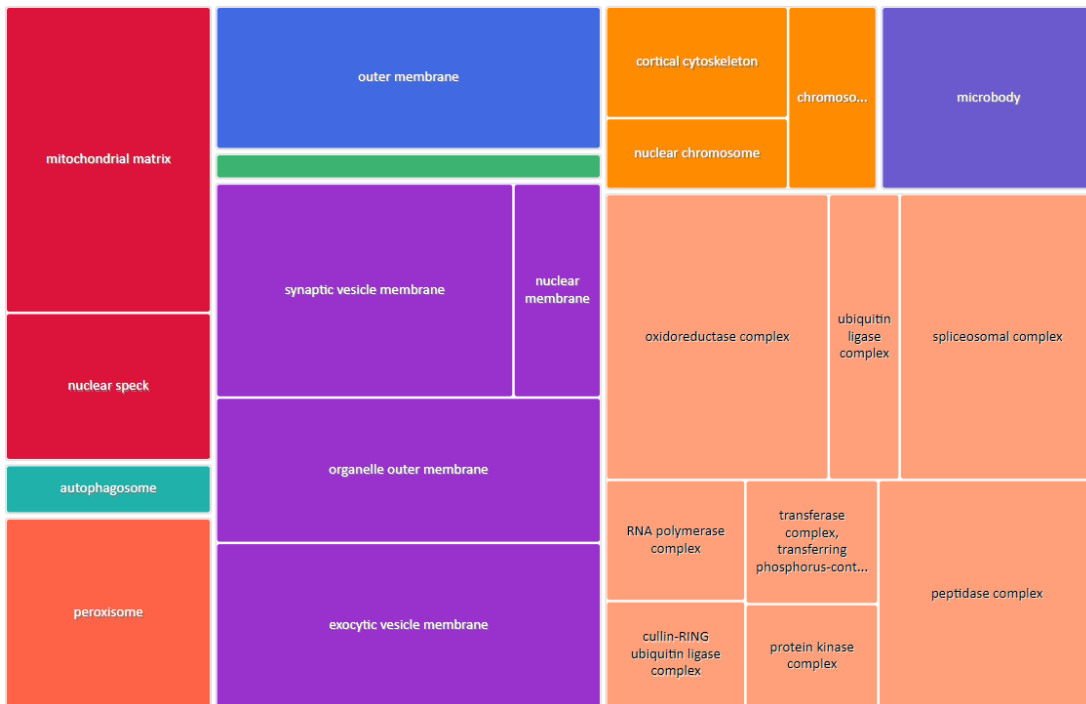 mitochondrial matrix
nuclear speck
autophagosome
peroxisome
outer membrane
synaptic vesicle membrane
nuclear
membrane
organelle outer membrane
exocytic vesicle membrane
cortical cytoskeleton
nuclear chromosome
chromoso...
microbody
oxidoreductase complex
ubiquitin
ligase
complex
spliceosomal complex
RNA polymerase
complex
transferase
complex,
transferring
phosphorus-cont...
cullin-RING
ubiquitin ligase
complex
protein kinase
complex
peptidase complex